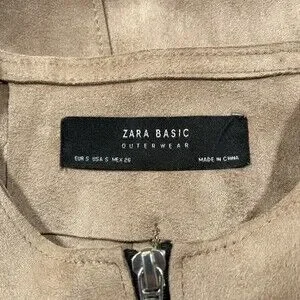 ZARA BASIC
OUTERWEAR
EUR S USA S MEX 26 MADE IN CHINA